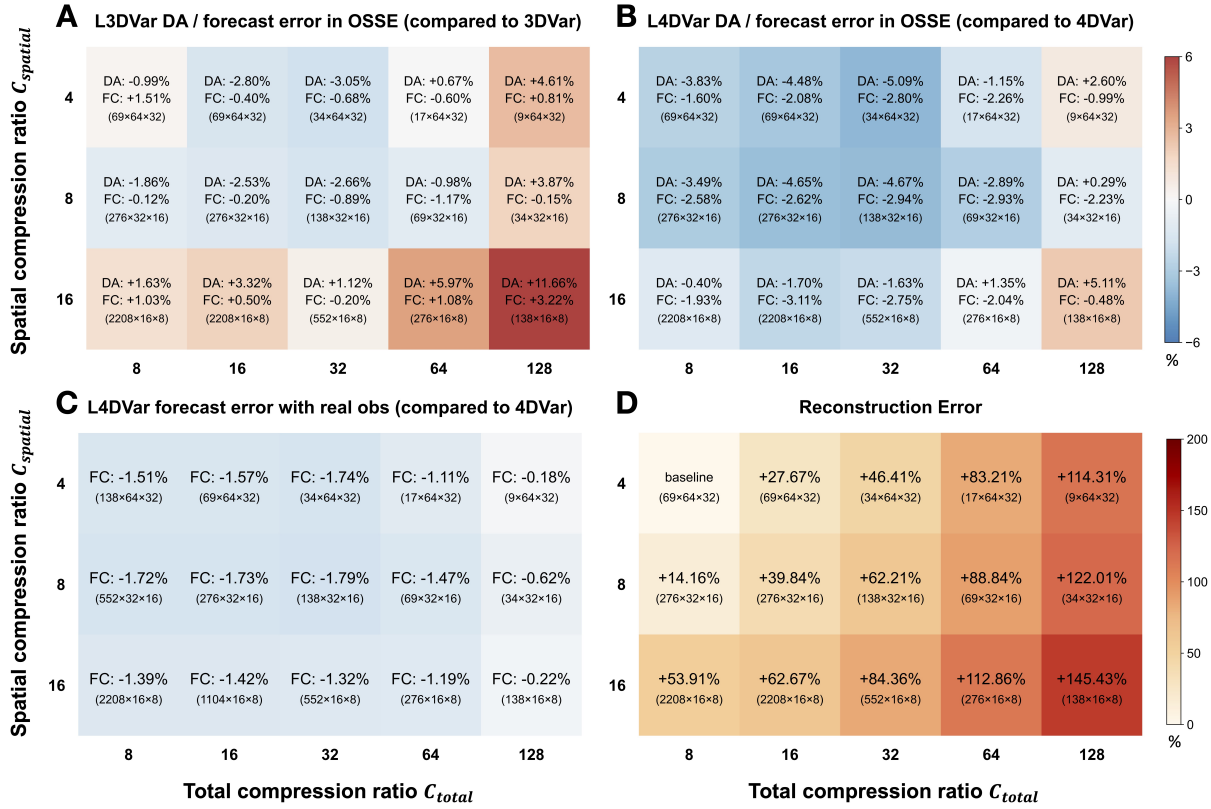 A L3DVar DA / forecast error in OSSE (compared to 3DVar)
Spatial compression ratio C_spatial
4
DA: -0.99% DA: -2.80% DA: -3.05% DA: +0.67% DA: +4.61%
FC: +1.51% FC: -0.40% FC: -0.68% FC: -0.60% FC: +0.81%
(69×64×32) (69×64×32) (34×64×32) (17×64×32) (9×64×32)
8
DA: -1.86% DA: -2.53% DA: -2.66% DA: -0.98% DA: +3.87%
FC: -0.12% FC: -0.20% FC: -0.89% FC: -1.17% FC: -0.15%
(276×32×16) (276×32×16) (138×32×16) (69×32×16) (34×32×16)
16
DA: +1.63% DA: +3.32% DA: +1.12% DA: +5.97% DA: +11.66%
FC: +1.03% FC: +0.50% FC: -0.20% FC: +1.08% FC: +3.22%
(2208×16×8) (2208×16×8) (552×16×8) (276×16×8) (138×16×8)
8 16 32 64 128
B L4DVar DA / forecast error in OSSE (compared to 4DVar)
4
DA: -3.83% DA: -4.48% DA: -5.09% DA: -1.15% DA: +2.60%
FC: -1.60% FC: -2.08% FC: -2.80% FC: -2.26% FC: -0.99%
(69×64×32) (69×64×32) (34×64×32) (17×64×32) (9×64×32)
8
DA: -3.49% DA: -4.65% DA: -4.67% DA: -2.89% DA: +0.29%
FC: -2.58% FC: -2.62% FC: -2.94% FC: -2.93% FC: -2.23%
(276×32×16) (276×32×16) (138×32×16) (69×32×16) (34×32×16)
16
DA: -0.40% DA: -1.70% DA: -1.63% DA: +1.35% DA: +5.11%
FC: -1.93% FC: -3.11% FC: -2.75% FC: -2.04% FC: -0.48%
(2208×16×8) (2208×16×8) (552×16×8) (276×16×8) (138×16×8)
8 16 32 64 128
6
3
0
−3
−6
%
C L4DVar forecast error with real obs (compared to 4DVar)
Spatial compression ratio C_spatial
4
FC: -1.51% FC: -1.57% FC: -1.74% FC: -1.11% FC: -0.18%
(138×64×32) (69×64×32) (34×64×32) (17×64×32) (9×64×32)
8
FC: -1.72% FC: -1.73% FC: -1.79% FC: -1.47% FC: -0.62%
(552×32×16) (276×32×16) (138×32×16) (69×32×16) (34×32×16)
16
FC: -1.39% FC: -1.42% FC: -1.32% FC: -1.19% FC: -0.22%
(2208×16×8) (1104×16×8) (552×16×8) (276×16×8) (138×16×8)
8 16 32 64 128
Total compression ratio C_total
D Reconstruction Error
4
baseline +27.67% +46.41% +83.21% +114.31%
(69×64×32) (69×64×32) (34×64×32) (17×64×32) (9×64×32)
8
+14.16% +39.84% +62.21% +88.84% +122.01%
(276×32×16) (276×32×16) (138×32×16) (69×32×16) (34×32×16)
16
+53.91% +62.67% +84.36% +112.86% +145.43%
(2208×16×8) (2208×16×8) (552×16×8) (276×16×8) (138×16×8)
8 16 32 64 128
Total compression ratio C_total
200
150
100
50
0
%